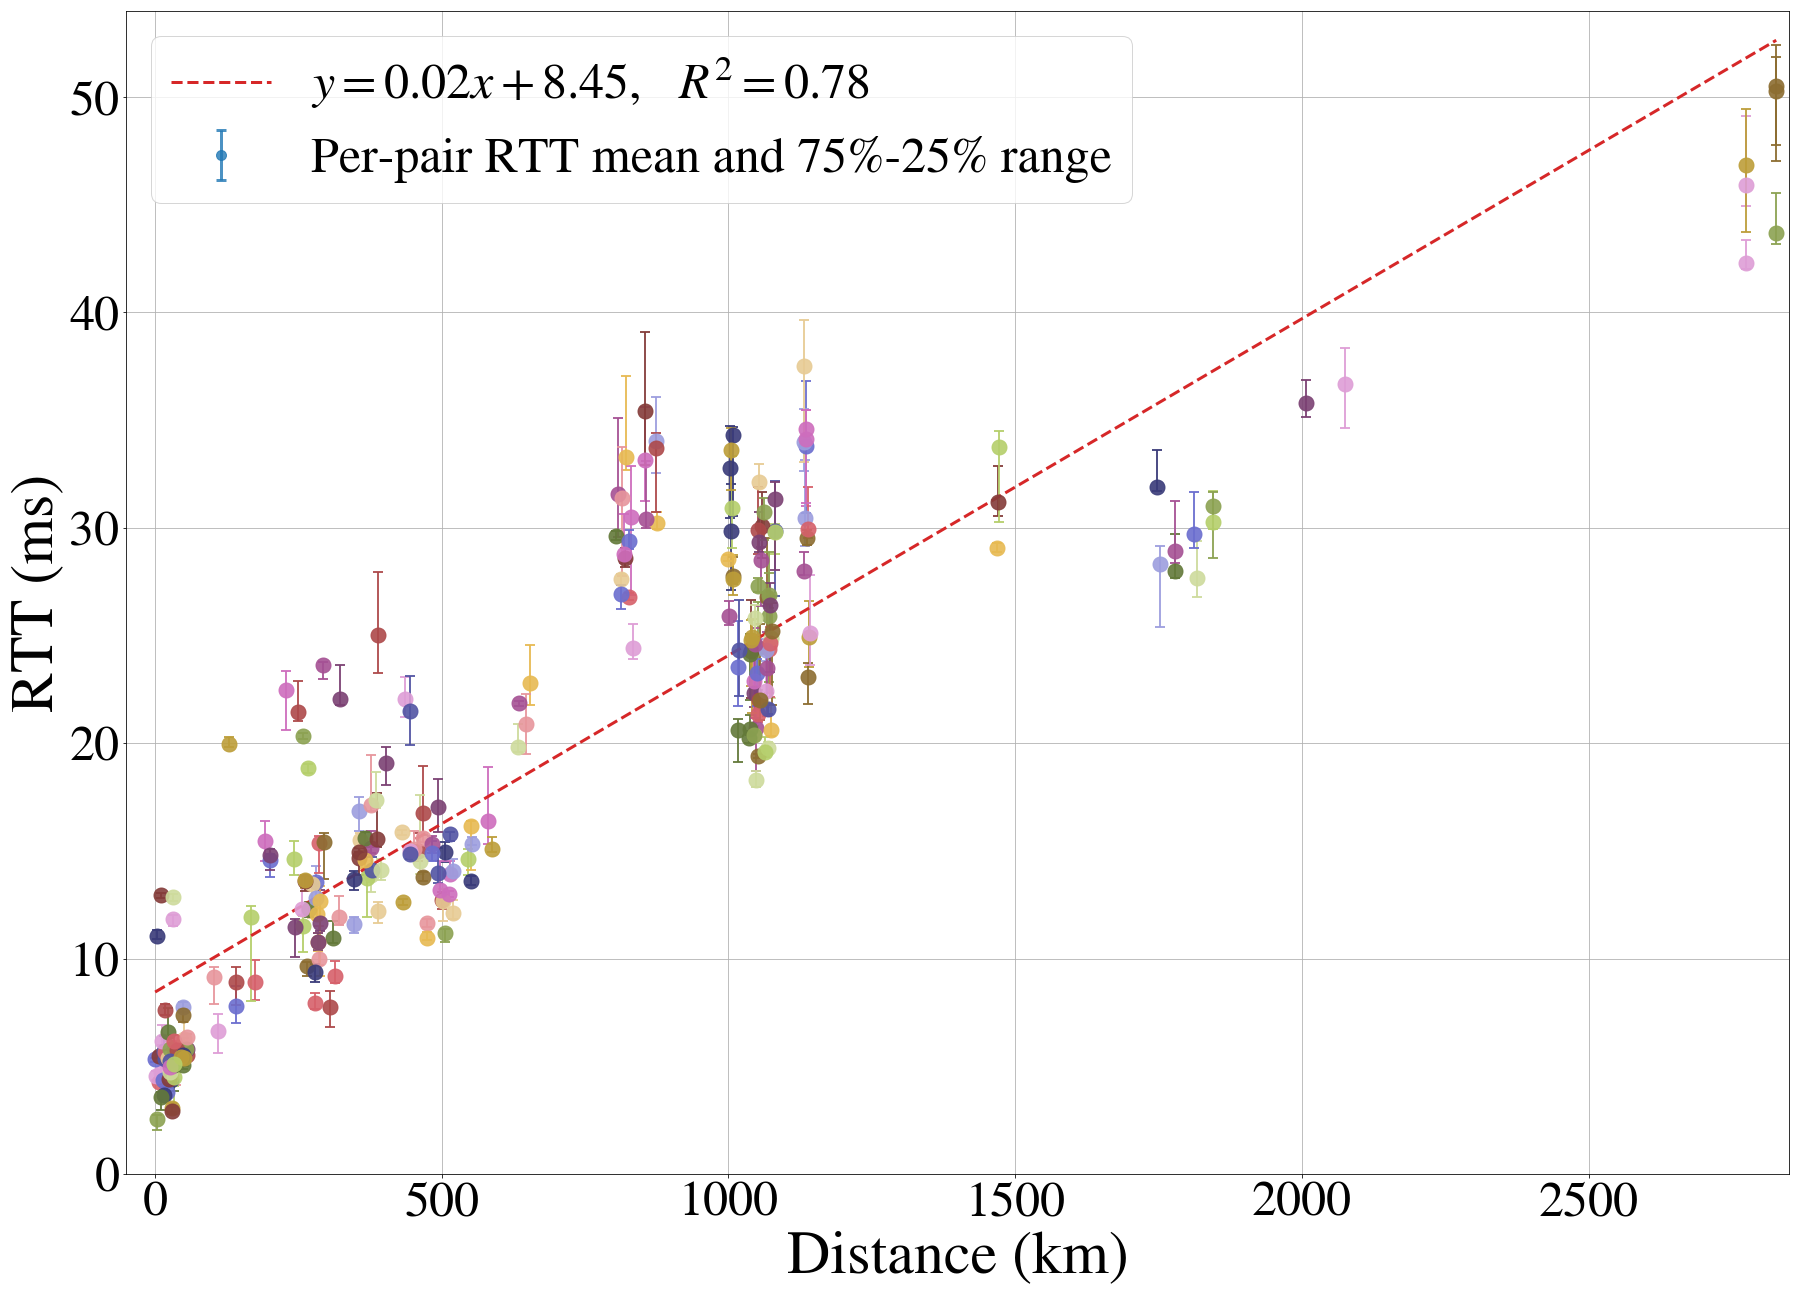 y = 0.02x + 8.45, R² = 0.78
Per-pair RTT mean and 75%-25% range
50
40
30
20
10
0
RTT (ms)
0 500 1000 1500 2000 2500
Distance (km)